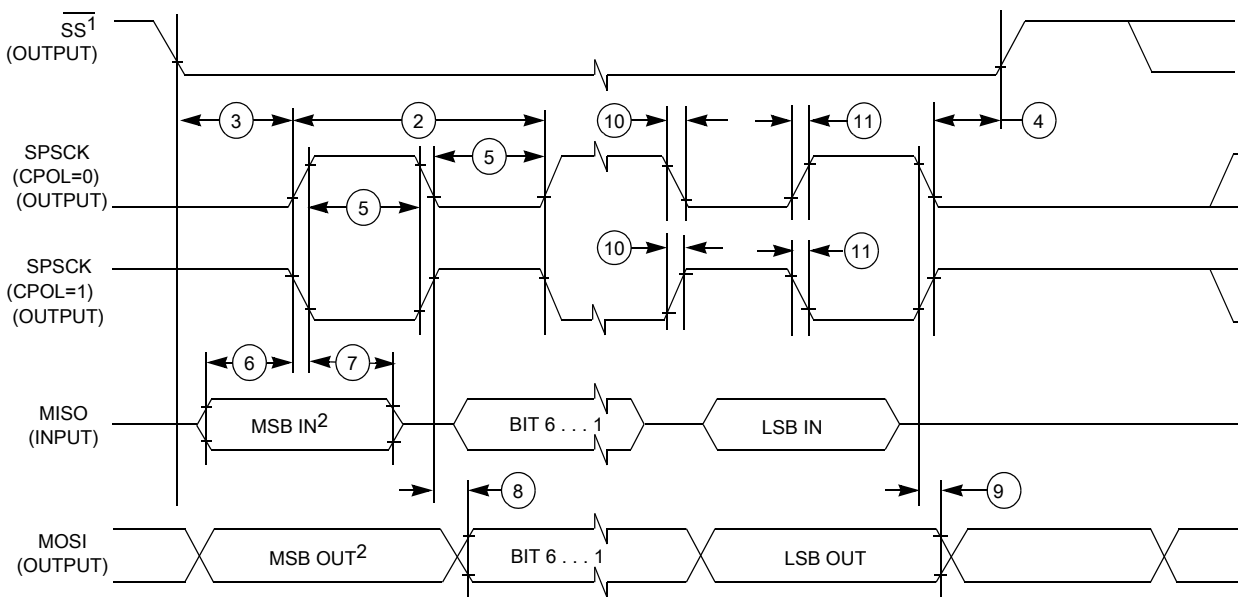 SS1
(OUTPUT)
3
2
10
11
4
SPSCK
(CPOL=0)
(OUTPUT)
5
5
10
11
SPSCK
(CPOL=1)
(OUTPUT)
6
7
MISO
(INPUT)
MSB IN2
BIT 6 . . . 1
LSB IN
8
9
MOSI
(OUTPUT)
MSB OUT2
BIT 6 . . . 1
LSB OUT